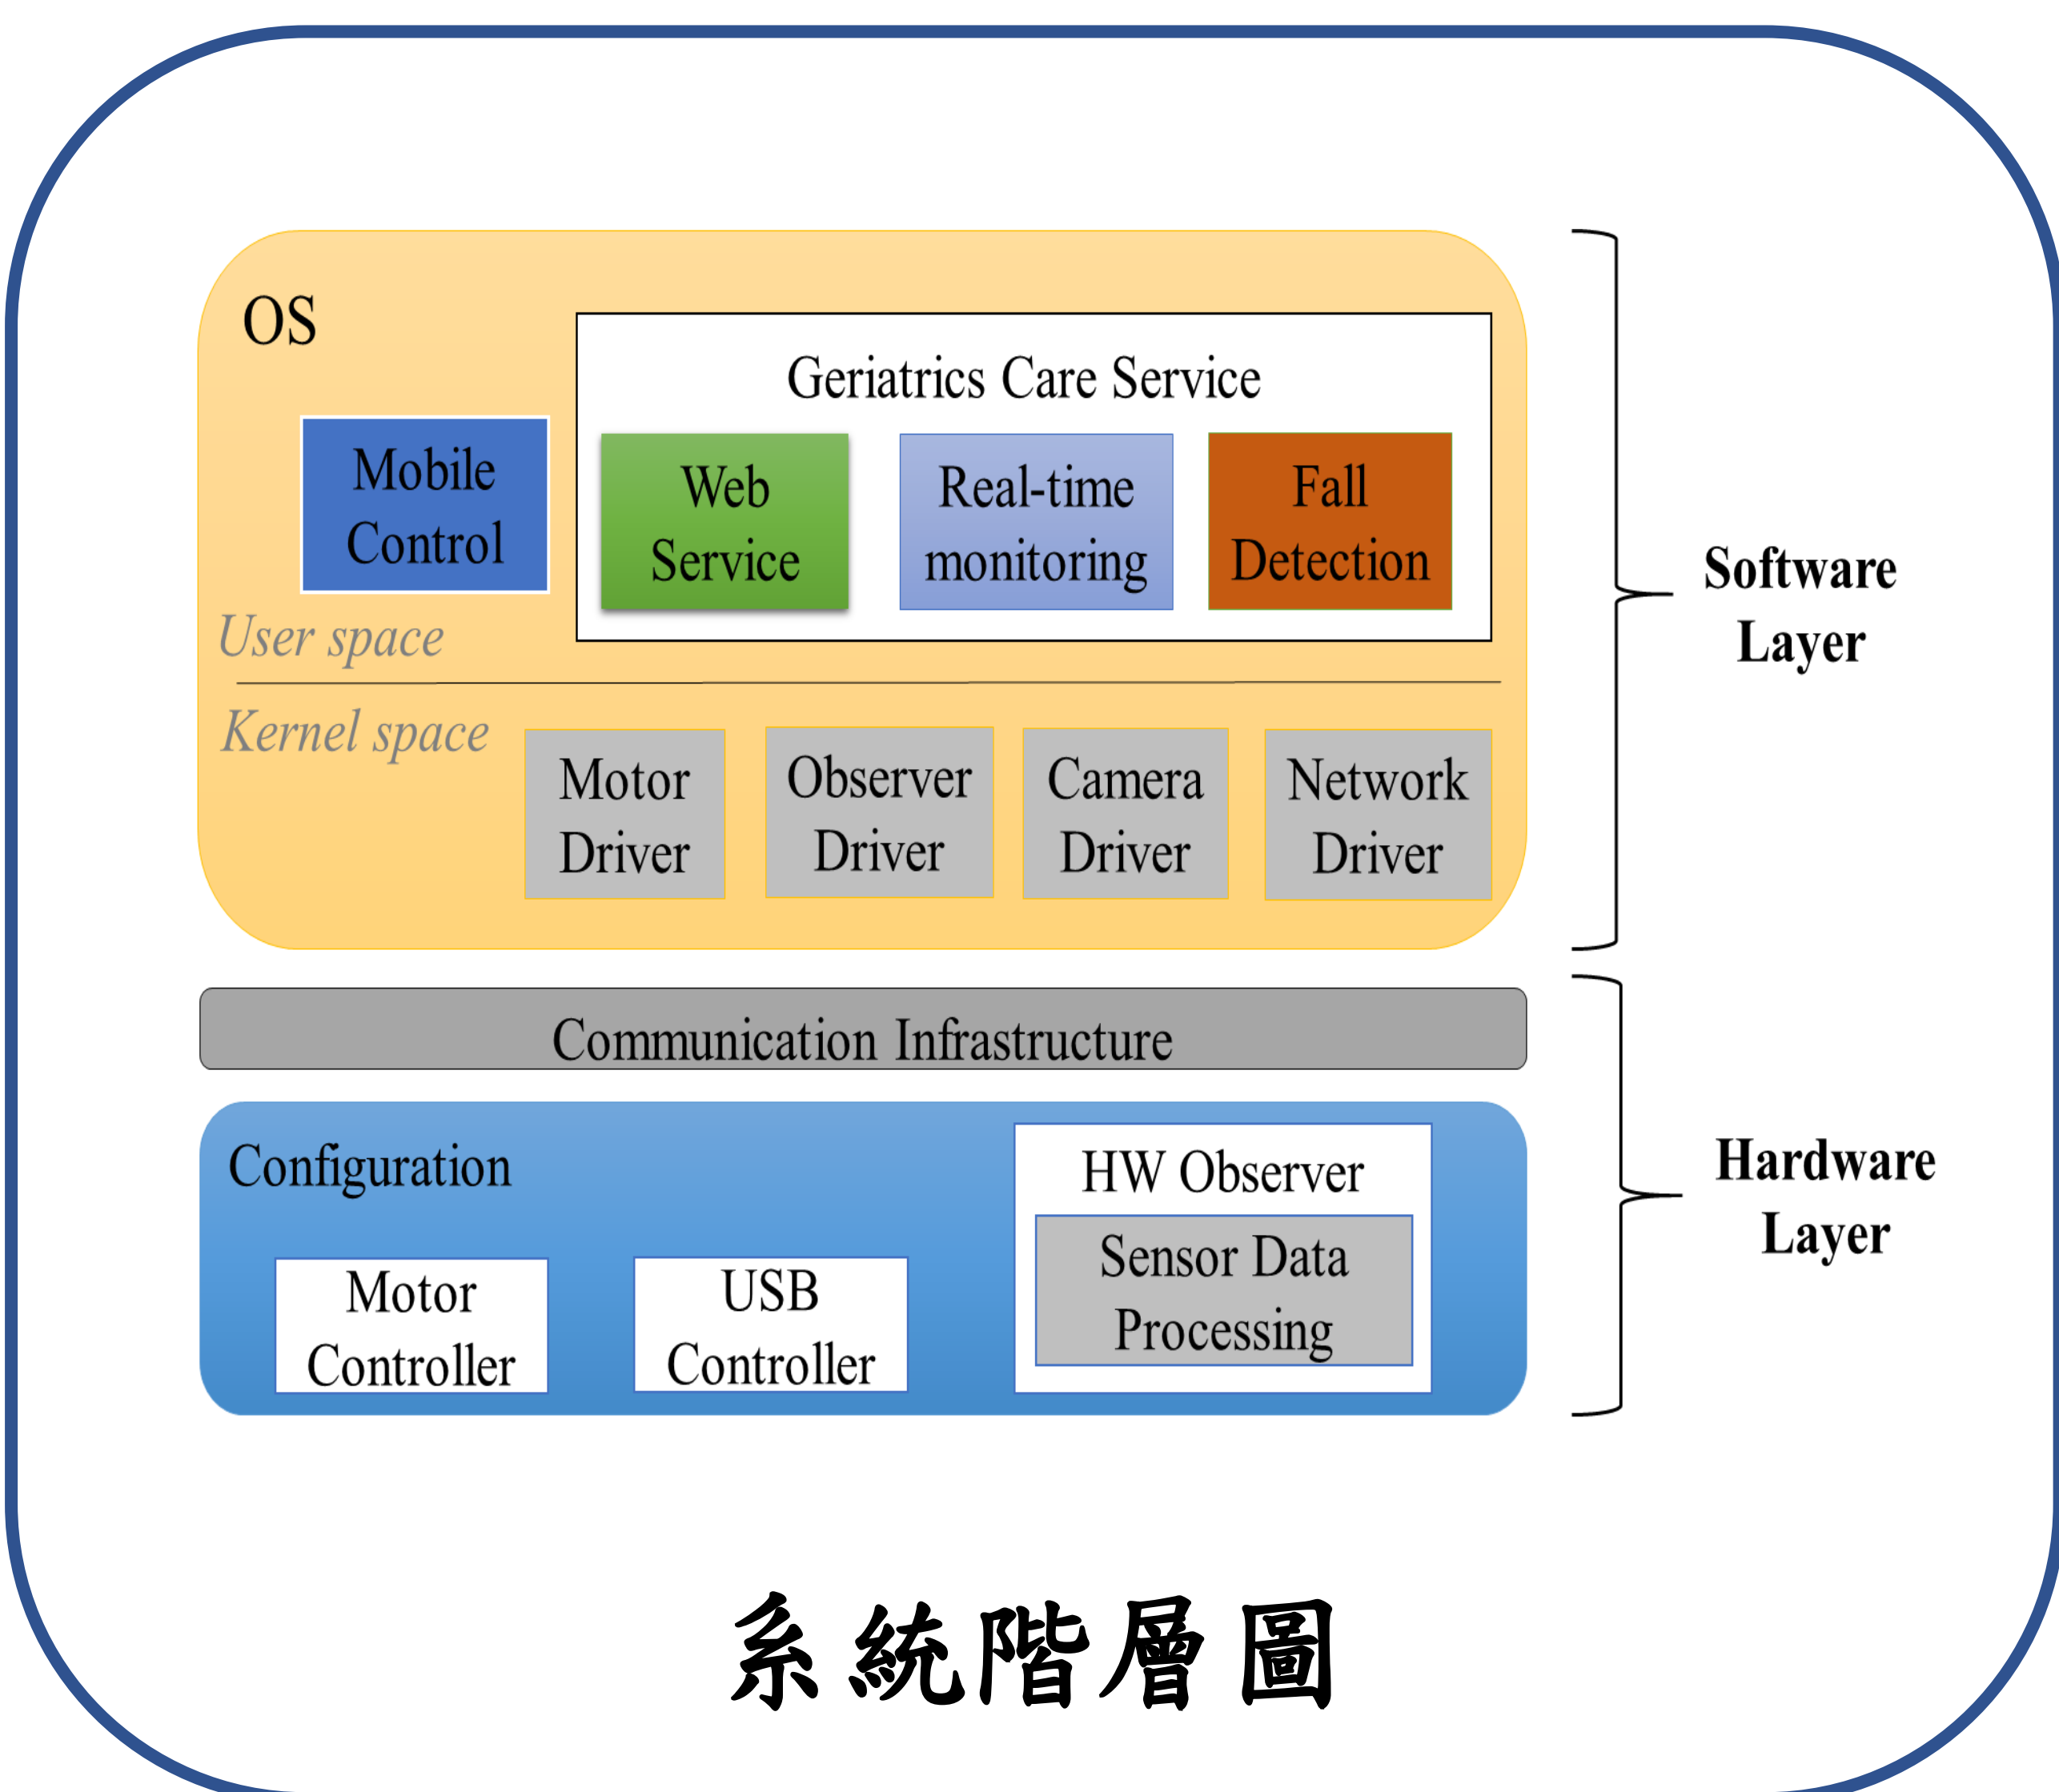 OS
Geriatrics Care Service
Mobile
Control
Web
Service
Real-time
monitoring
Fall
Detection
User space
Kernel space
Motor
Driver
Observer
Driver
Camera
Driver
Network
Driver
Software
Layer
Communication Infrastructure
Configuration
Motor
Controller
USB
Controller
HW Observer
Sensor Data
Processing
Hardware
Layer
系統階層圖